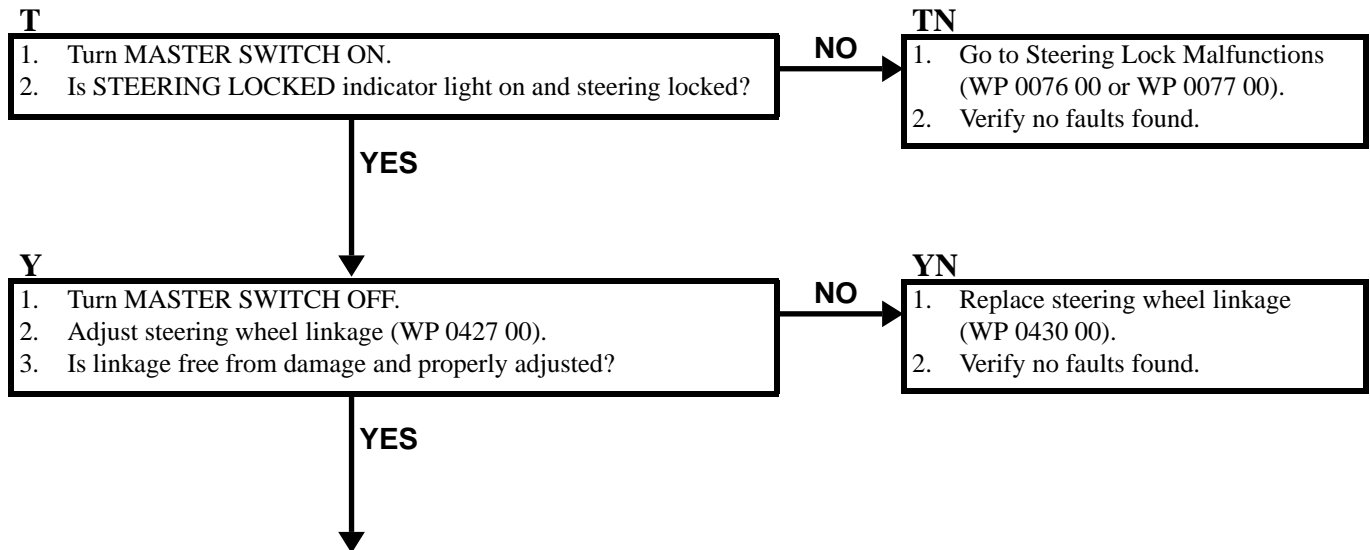 T
1. Turn MASTER SWITCH ON.
2. Is STEERING LOCKED indicator light on and steering locked?
NO
TN
1. Go to Steering Lock Malfunctions
(WP 0076 00 or WP 0077 00).
2. Verify no faults found.
YES
Y
1. Turn MASTER SWITCH OFF.
2. Adjust steering wheel linkage (WP 0427 00).
3. Is linkage free from damage and properly adjusted?
NO
YN
1. Replace steering wheel linkage
(WP 0430 00).
2. Verify no faults found.
YES